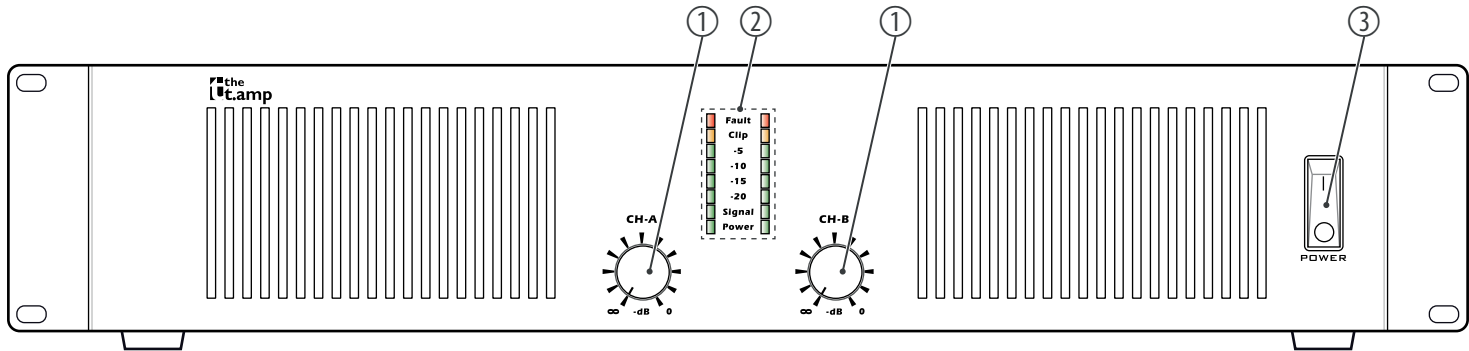 ① ② ① ③
the
t.amp
Fault
Clip
-5
-10
-15
-20
Signal
Power
CH-A
∞ -dB 0
CH-B
∞ -dB 0
POWER